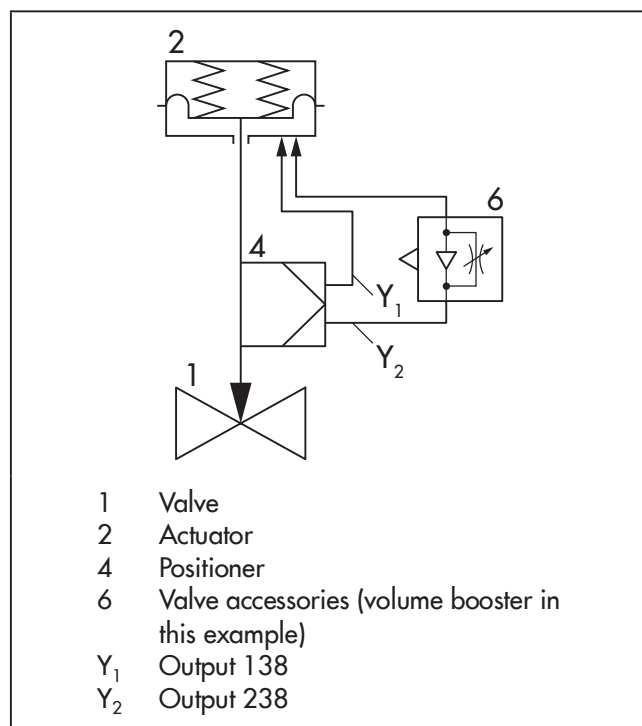 2
6
4
Y₁
Y₂
1
1 Valve
2 Actuator
4 Positioner
6 Valve accessories (volume booster in
this example)
Y₁ Output 138
Y₂ Output 238